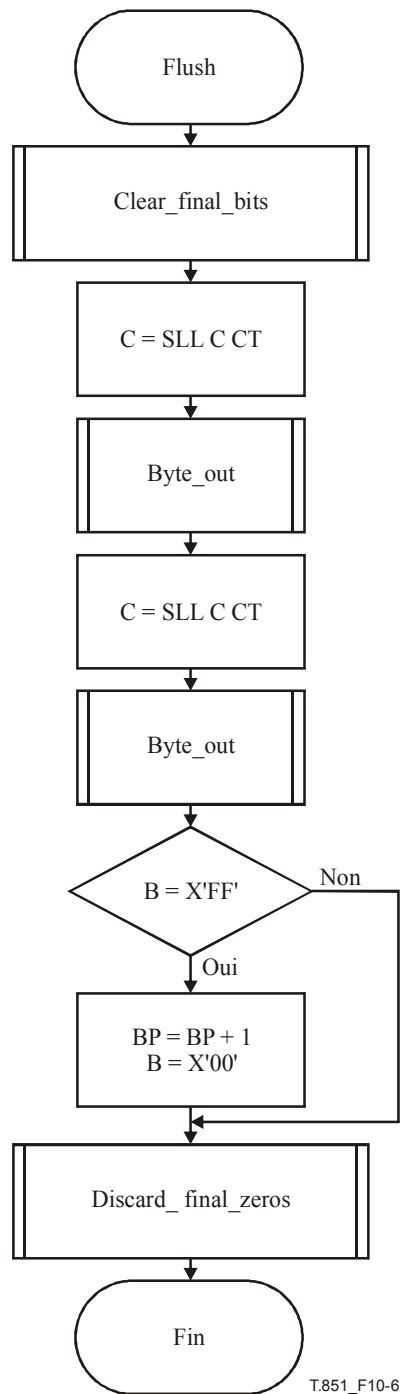 Flush
Clear_final_bits
C = SLL C CT
Byte_out
C = SLL C CT
Byte_out
B = X'FF'
Non
Oui
BP = BP + 1
B = X'00'
Discard_ final_zeros
Fin
T.851_F10-6